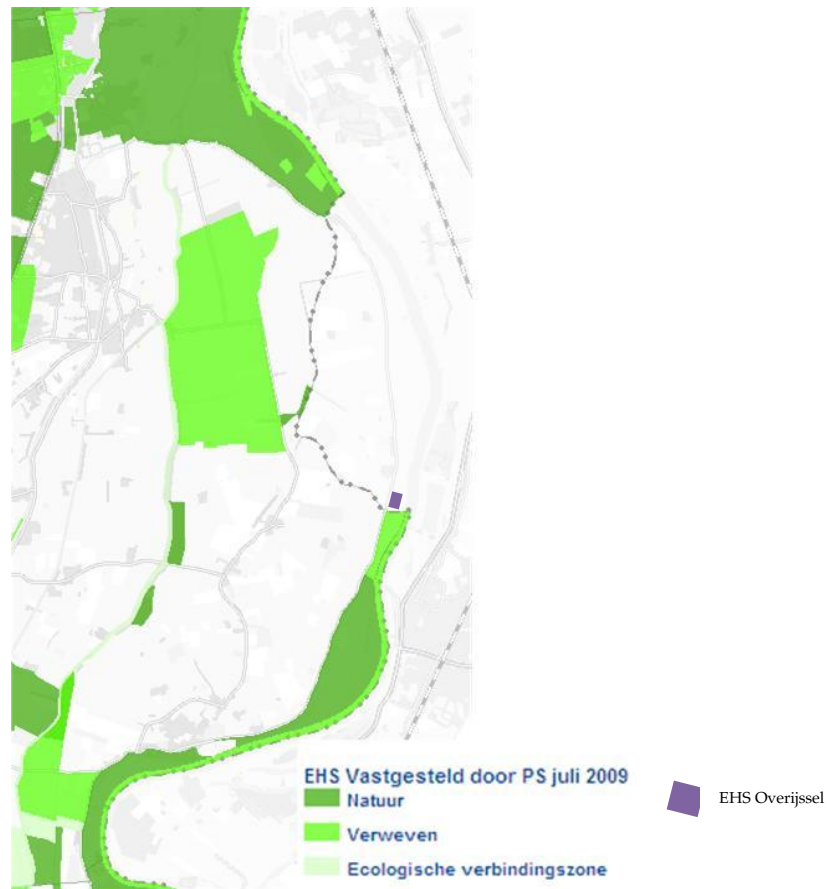 EHS Vastgesteld door PS juli 2009
Natuur
Verweven
Ecologische verbindingszone
EHS Overijssel